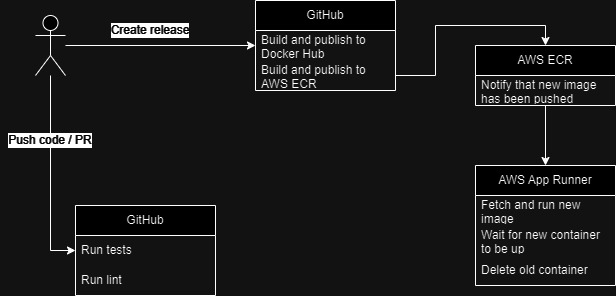 GitHub
Create release
Build and publish to
Docker Hub
Build and publish to
AWS ECR
AWS ECR
Notify that new image
has been pushed
Push code / PR
AWS App Runner
Fetch and run new
image
Wait for new container
to be up
Delete old container
GitHub
Run tests
Run lint